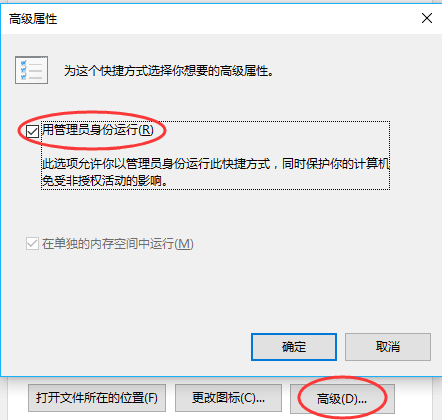 高级属性
为这个快捷方式选择你想要的高级属性。
用管理员身份运行(R)
此选项允许你以管理员身份运行此快捷方式，同时保护你的计算机
免受非授权活动的影响。
在单独的内存空间中运行(M)
确定
取消
打开文件所在的位置(F)
更改图标(C)...
高级(D)...